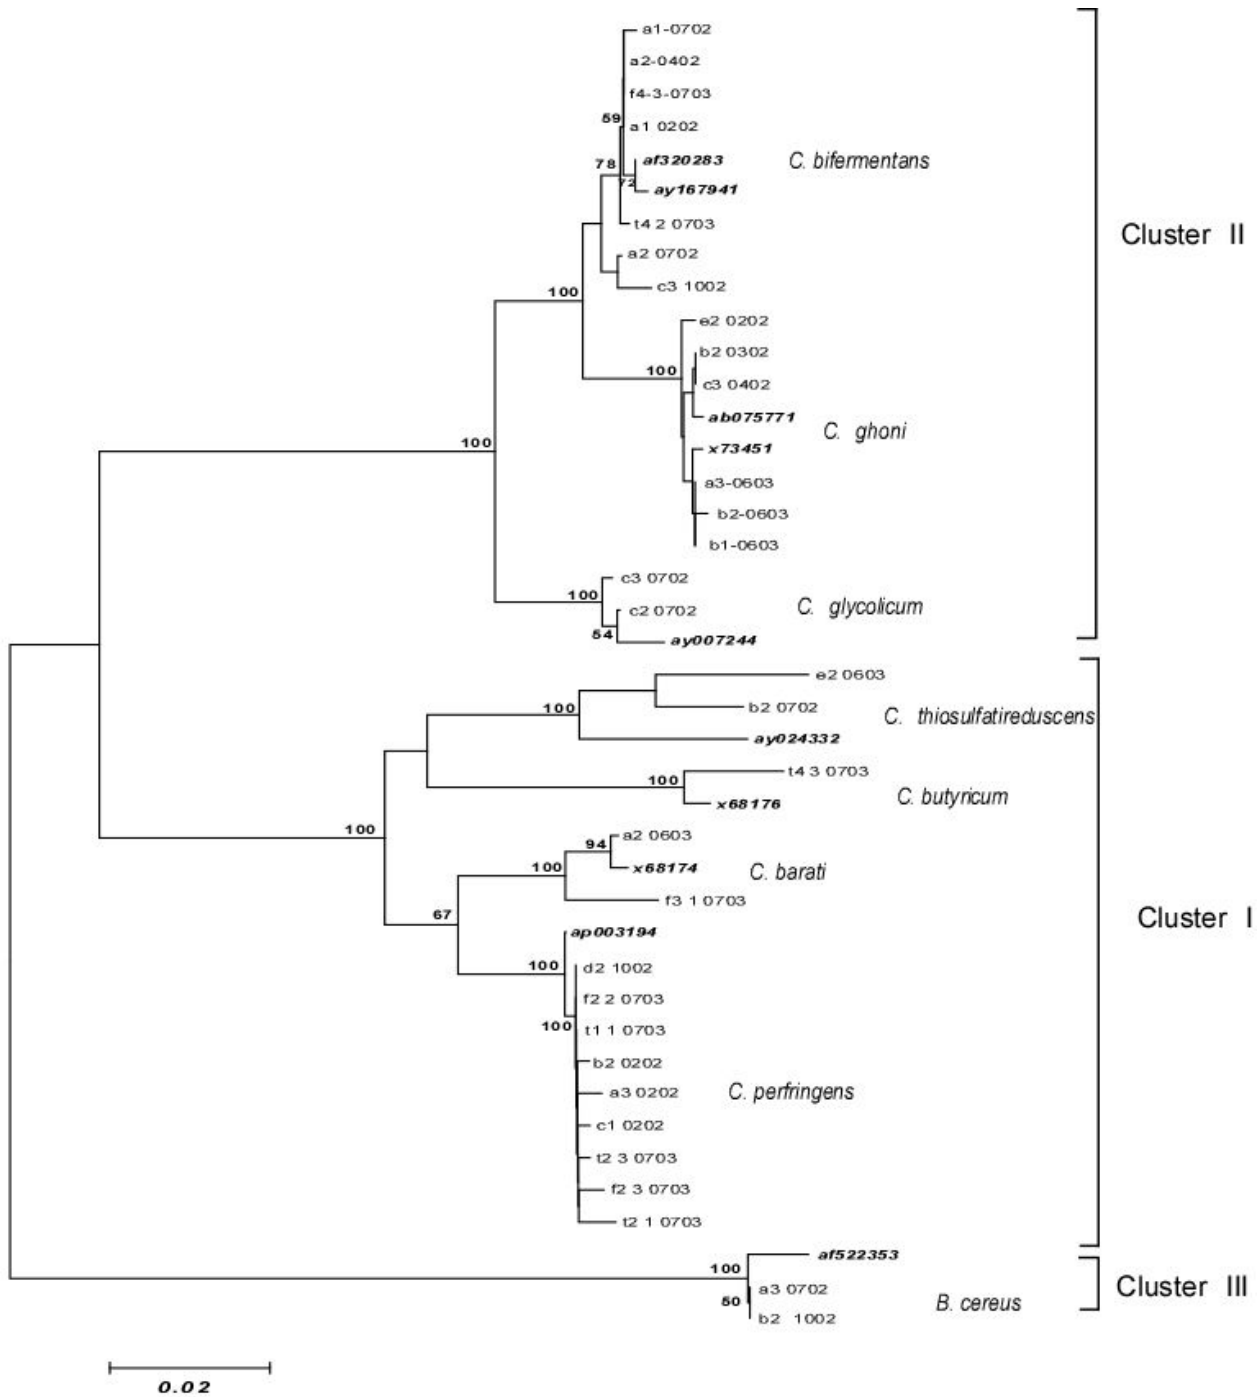 a1-0702
a2-0402
f4-3-0703
59
a1 0202
78
af320283
C. bifermentans
72
ay167941
t4 2 0703
Cluster II
a2 0702
c3 1002
100
e2 0202
b2 0302
100
c3 0402
ab075771
C. ghoni
100
x73451
a3-0603
b2-0603
b1-0603
c3 0702
100
c2 0702
C. glycolicum
54
ay007244
e2 0603
100
b2 0702
C. thiosulfatireduscens
ay024332
t4 3 0703
100
x68176
C. butyricum
100
a2 0603
94
100
x68174
C. barati
f3 1 0703
67
Cluster I
ap003194
100
d2 1002
f2 2 0703
100
t1 1 0703
b2 0202
a3 0202
C. perfringens
c1 0202
t2 3 0703
f2 3 0703
t2 1 0703
af522353
100
a3 0702
Cluster III
50
B. cereus
b2 1002
0.02